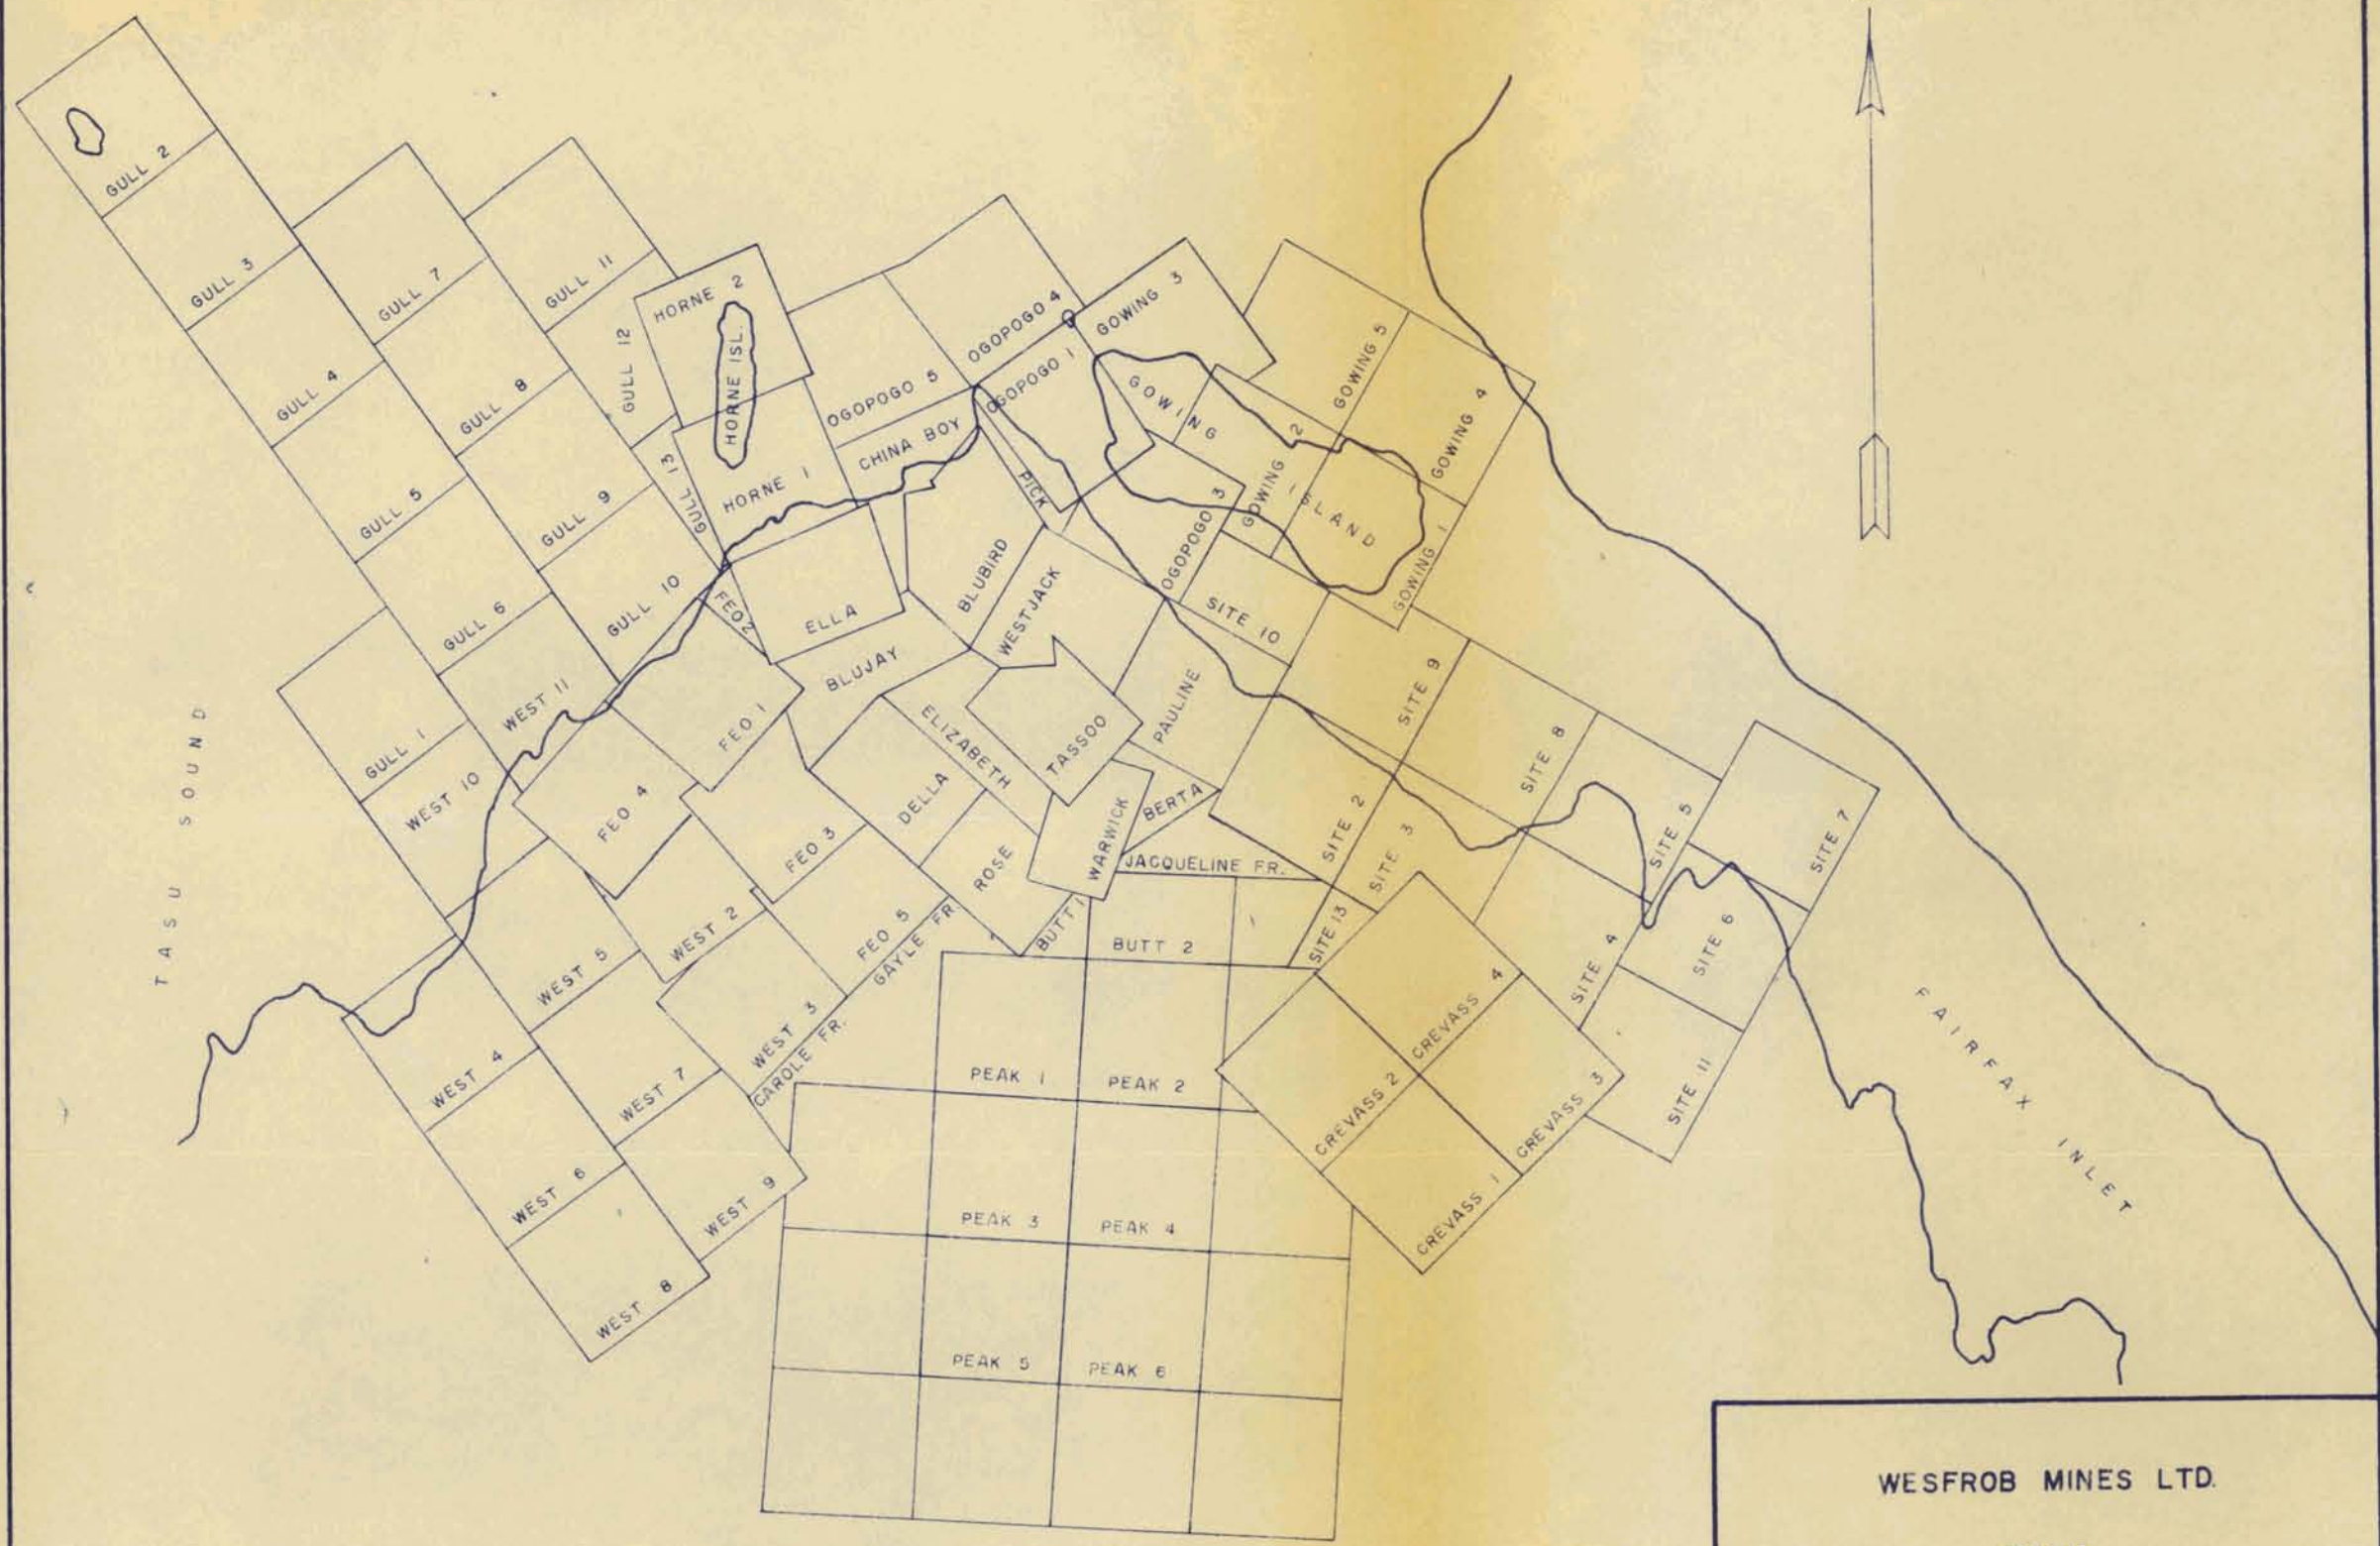 GULL 2
GULL 3
GULL 4
GULL 5
GULL 6
GULL 1
GULL 7
GULL 8
GULL 9
GULL 10
GULL 11
GULL 12
GULL 13
HORNE 2
HORNE ISL.
HORNE 1
OGOPOGO 5
OGOPOGO 4
OGOPOGO 1
OGOPOGO 3
CHINA BOY
PICK
GOWING 3
GOWING
ISLAND
GOWING 2
GOWING 5
GOWING 4
GOWING 1
ELLA
FEO 2
BLUBIRD
WESTJACK
BLUJAY
ELIZABETH
TASSOO
PAULINE
SITE 10
SITE 9
SITE 8
SITE 5
SITE 7
SITE 2
SITE 3
SITE 13
SITE 4
SITE 6
SITE 11
WEST 11
WEST 10
FEO 1
FEO 4
FEO 3
FEO 5
DELLA
ROSE
WARWICK
BERTA
JACQUELINE FR.
BUTT 1
BUTT 2
GAYLE FR
CAROLE FR.
WEST 2
WEST 5
WEST 3
WEST 4
WEST 7
WEST 6
WEST 9
WEST 8
PEAK 1
PEAK 2
PEAK 3
PEAK 4
PEAK 5
PEAK 6
CREVASS 4
CREVASS 2
CREVASS 3
CREVASS 1
TASU SOUND
FAIRFAX INLET
WESFROB MINES LTD.